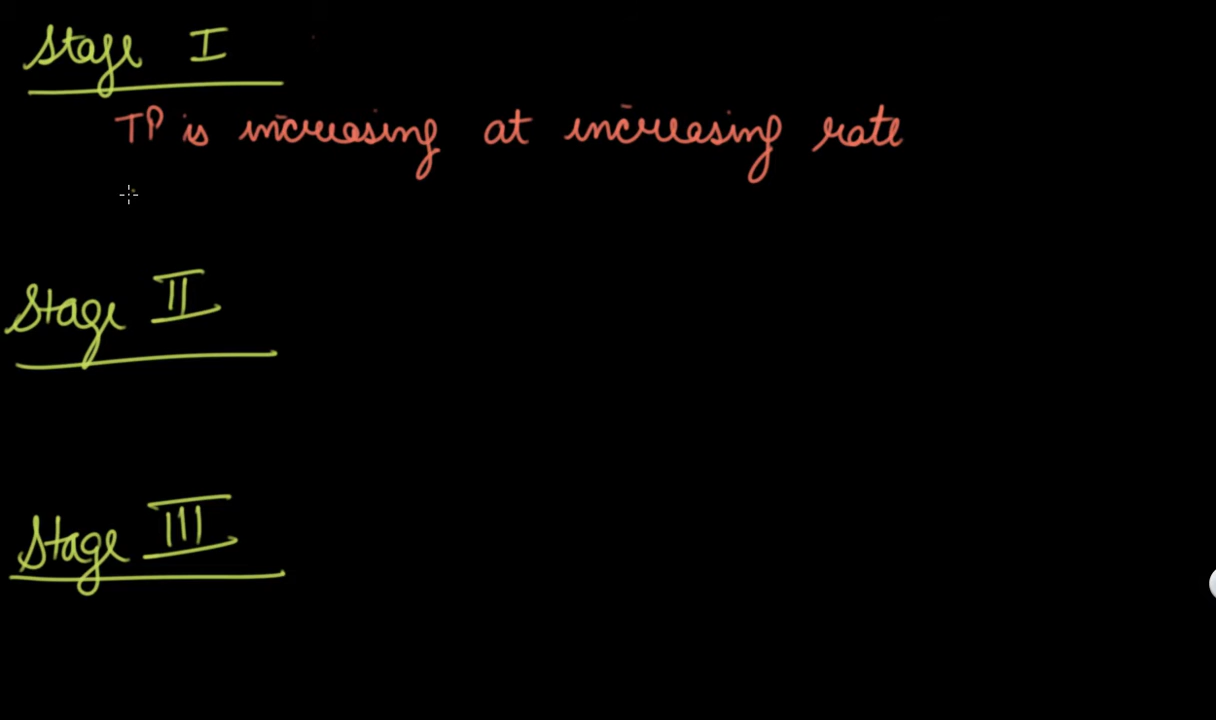 Stage I
TP is increasing at increasing rate
Stage II
Stage III